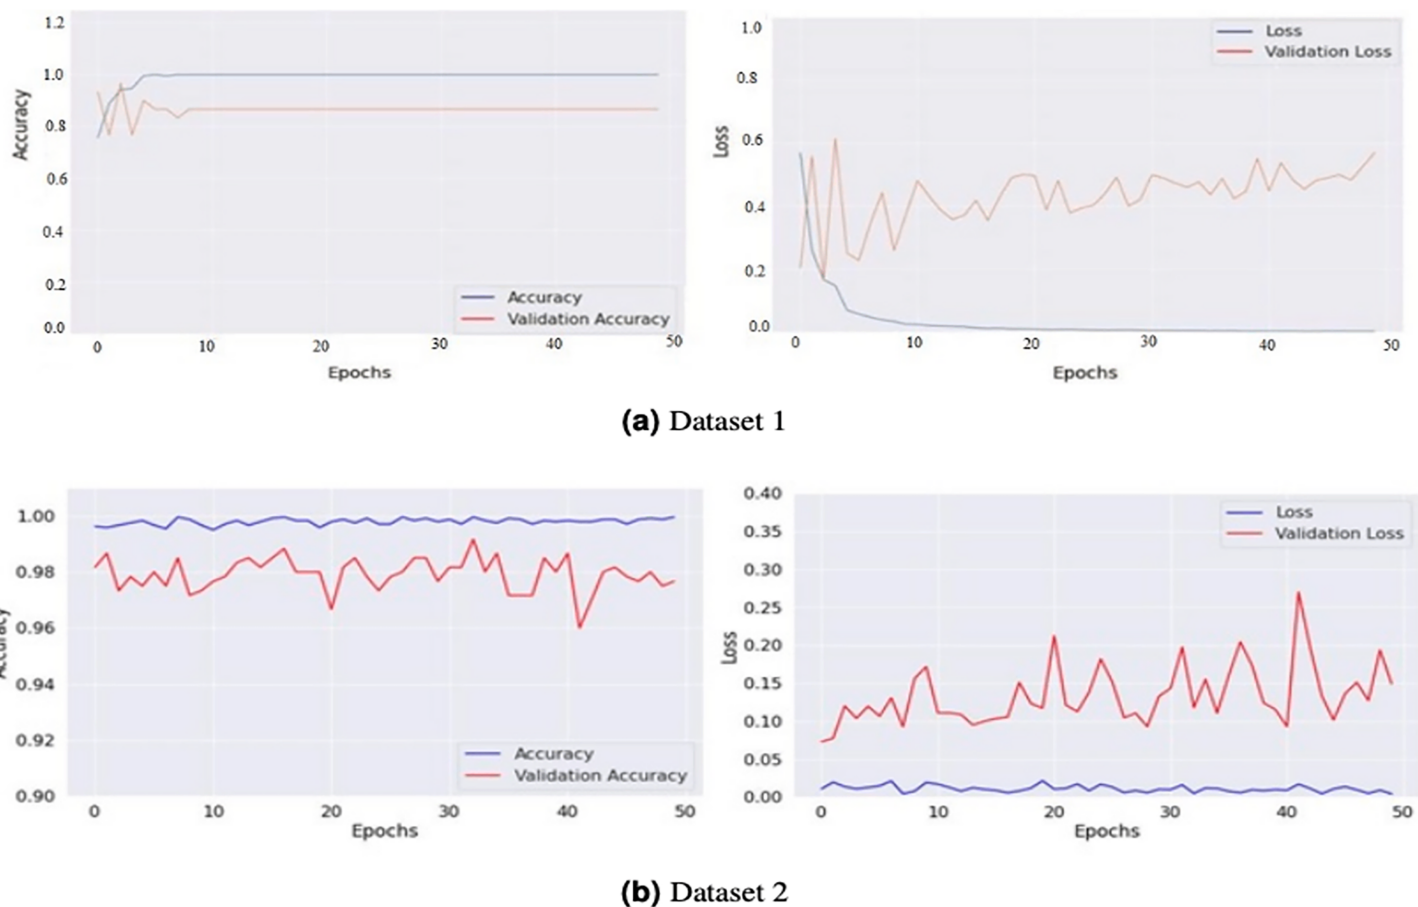 1.2
1.0
0.8
0.6
0.4
0.2
0.0
Accuracy
0 10 20 30 40 50
Epochs
Accuracy
Validation Accuracy
1.0
0.8
0.6
0.4
0.2
0.0
Loss
0 10 20 30 40 50
Epochs
Loss
Validation Loss
(a) Dataset 1
1.00
0.98
0.96
0.94
0.92
0.90
0 10 20 30 40 50
Epochs
Accuracy
Validation Accuracy
0.40
0.35
0.30
0.25
0.20
0.15
0.10
0.05
0.00
Loss
0 10 20 30 40 50
Epochs
Loss
Validation Loss
(b) Dataset 2